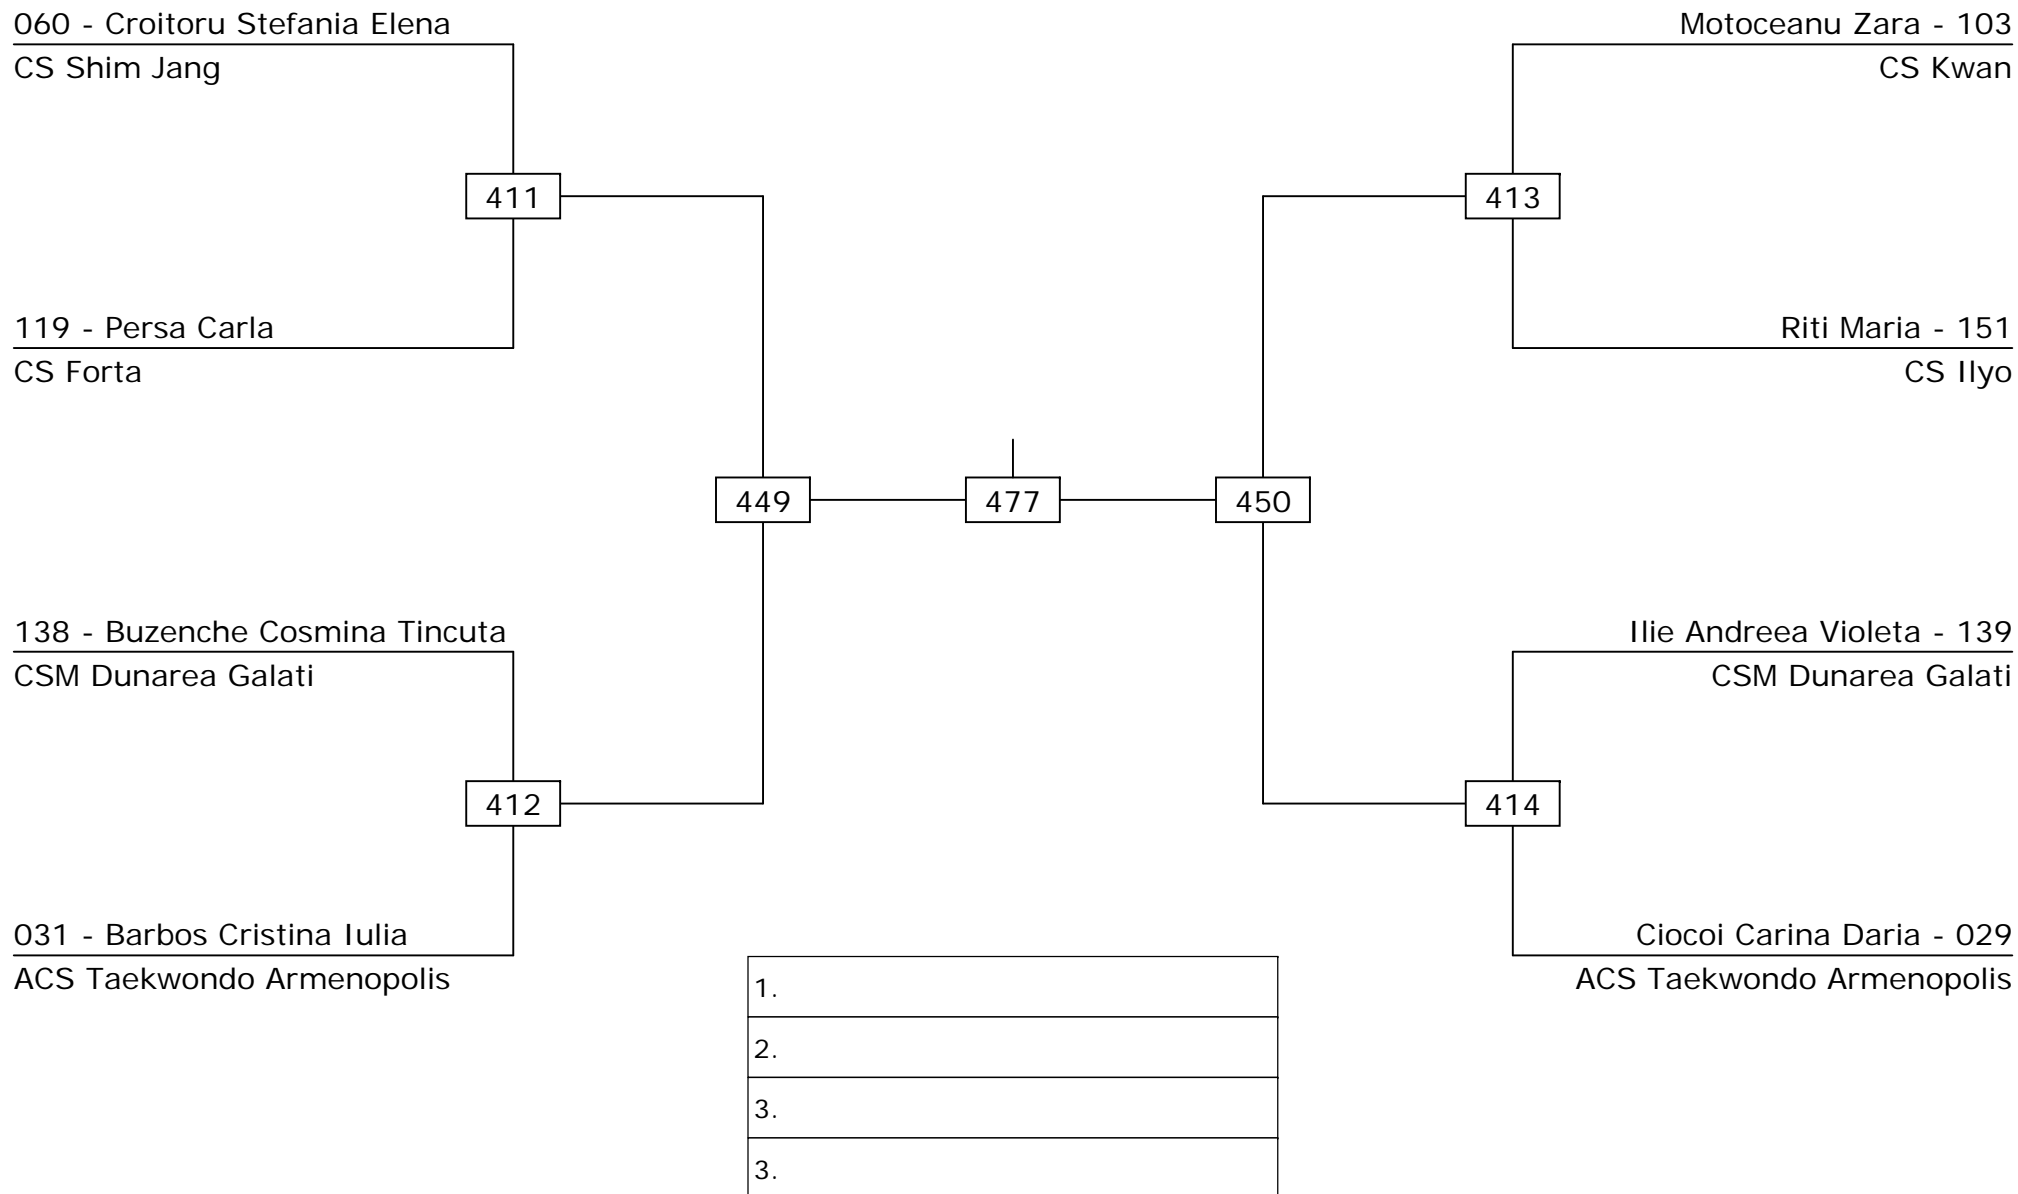 060 - Croitoru Stefania Elena
CS Shim Jang
Motoceanu Zara - 103
CS Kwan
411
413
119 - Persa Carla
CS Forta
Riti Maria - 151
CS Ilyo
449
477
450
138 - Buzenche Cosmina Tincuta
CSM Dunarea Galati
Ilie Andreea Violeta - 139
CSM Dunarea Galati
412
414
031 - Barbos Cristina Iulia
ACS Taekwondo Armenopolis
Ciocoi Carina Daria - 029
ACS Taekwondo Armenopolis
1.
2.
3.
3.